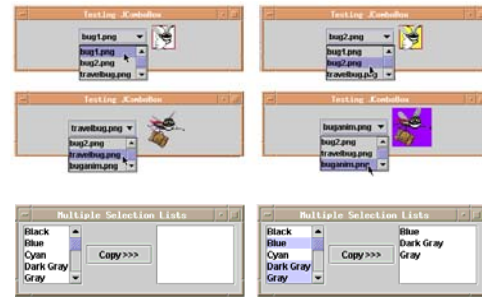 Testing JComboBox
bug1.png
bug1.png
bug2.png
travelbug.png
Testing JComboBox
bug2.png
bug1.png
bug2.png
travelbug.png
Testing JComboBox
travelbug.png
bug2.png
travelbug.png
buganim.png
Testing JComboBox
buganim.png
bug2.png
travelbug.png
buganim.png
Multiple Selection Lists
Black
Blue
Cyan
Dark Gray
Gray
Copy >>>
Multiple Selection Lists
Black
Blue
Cyan
Dark Gray
Gray
Copy >>>
Blue
Dark Gray
Gray